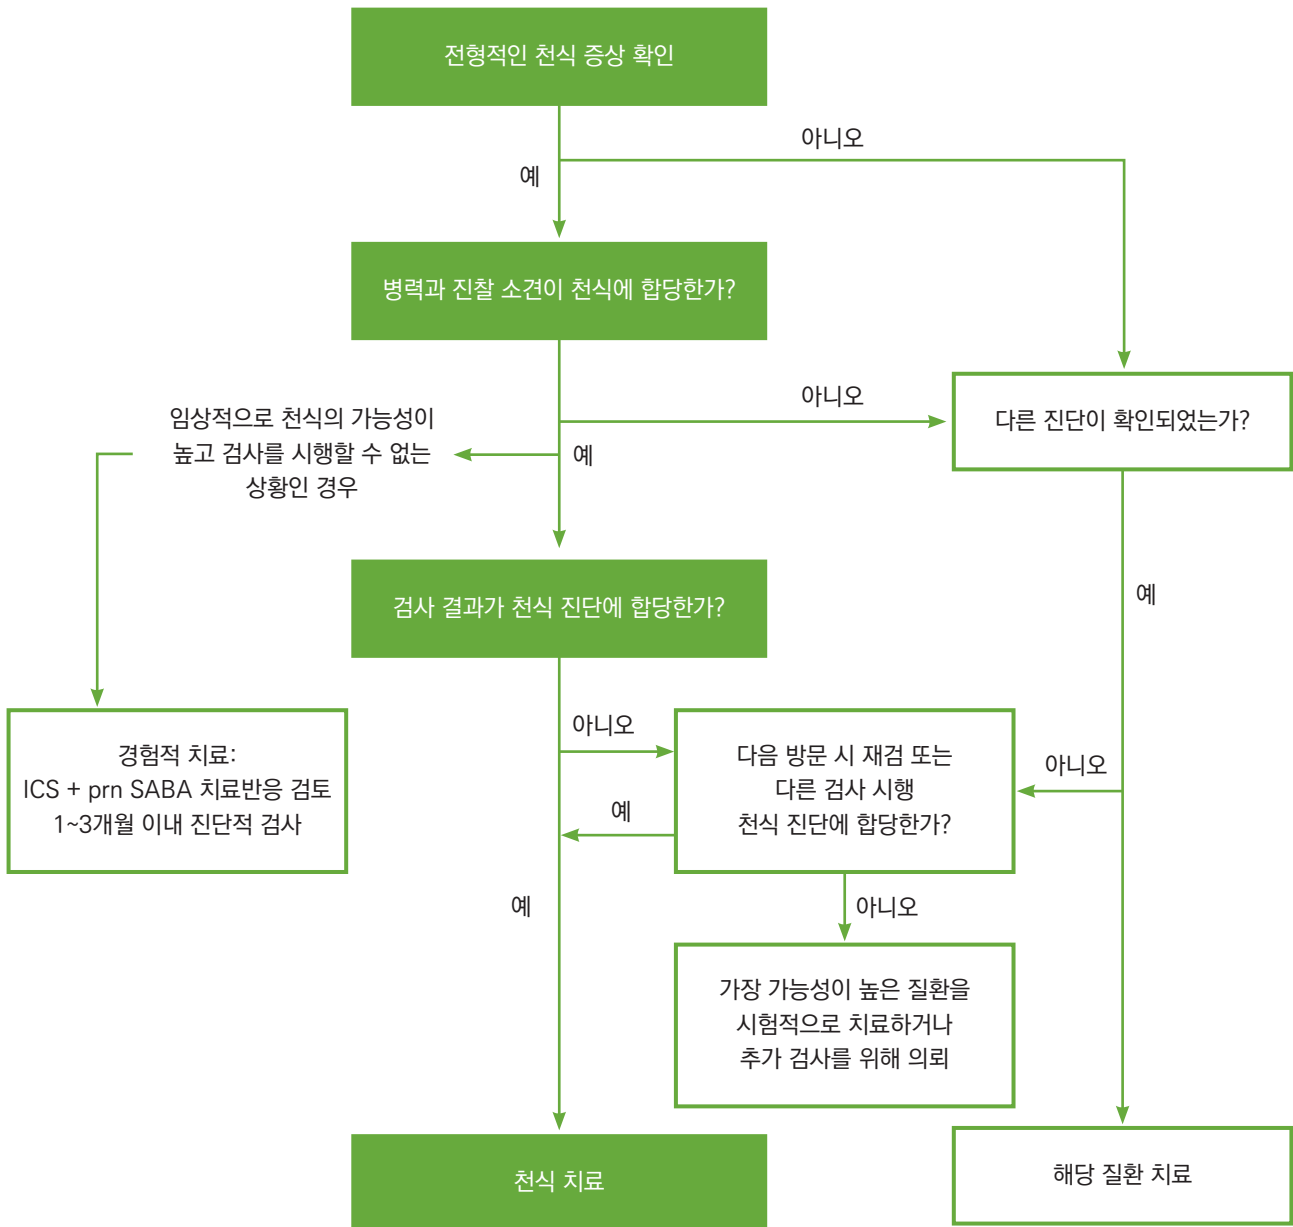 전형적인 천식 증상 확인
아니오
예
병력과 진찰 소견이 천식에 합당한가?
아니오
다른 진단이 확인되었는가?
임상적으로 천식의 가능성이
높고 검사를 시행할 수 없는
상황인 경우
예
검사 결과가 천식 진단에 합당한가?
예
경험적 치료:
ICS + prn SABA 치료반응 검토
1~3개월 이내 진단적 검사
아니오
다음 방문 시 재검 또는
다른 검사 시행
천식 진단에 합당한가?
아니오
예
예
아니오
가장 가능성이 높은 질환을
시험적으로 치료하거나
추가 검사를 위해 의뢰
천식 치료
해당 질환 치료